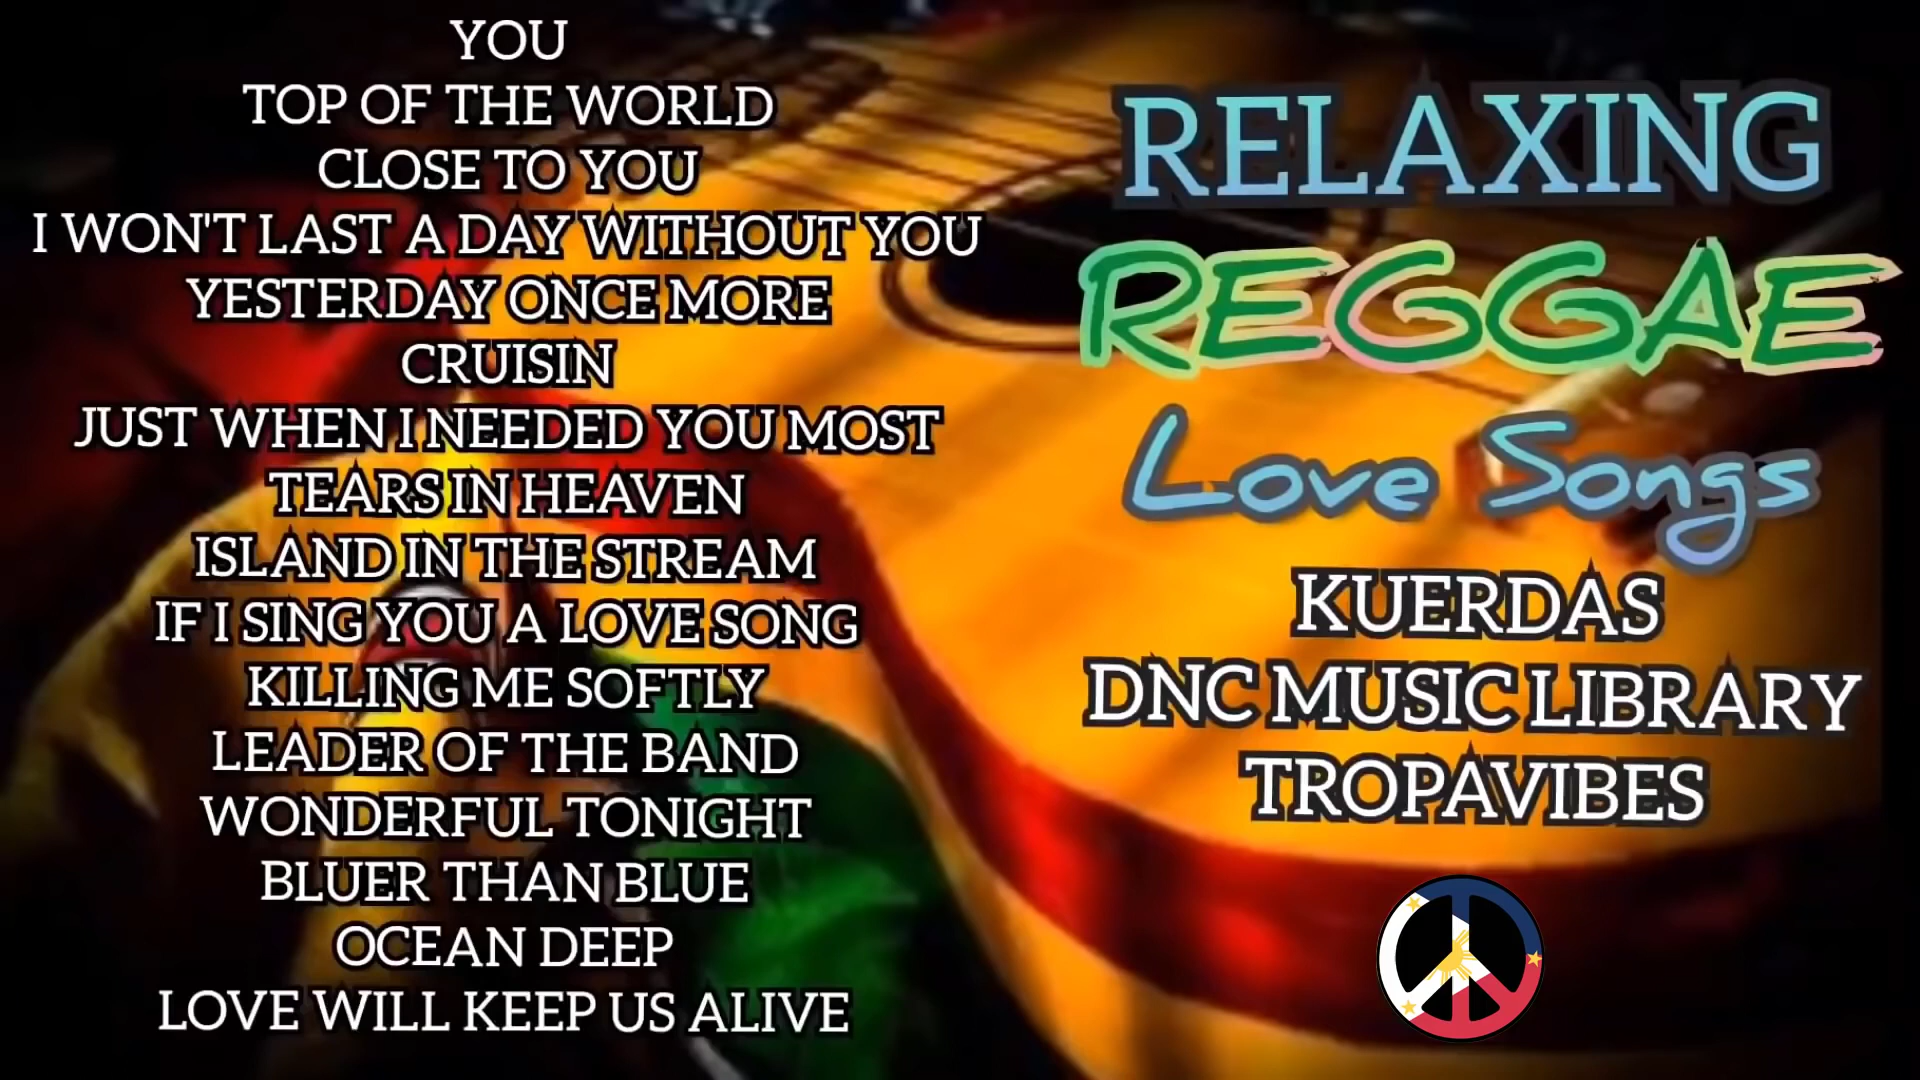 YOU
TOP OF THE WORLD
CLOSE TO YOU
I WON'T LAST A DAY WITHOUT YOU
YESTERDAY ONCE MORE
CRUISIN
JUST WHEN I NEEDED YOU MOST
TEARS IN HEAVEN
ISLAND IN THE STREAM
IF I SING YOU A LOVE SONG
KILLING ME SOFTLY
LEADER OF THE BAND
WONDERFUL TONIGHT
BLUER THAN BLUE
OCEAN DEEP
LOVE WILL KEEP US ALIVE
RELAXING
REGGAE
Love Songs
KUERDAS
DNC MUSIC LIBRARY
TROPAVIBES